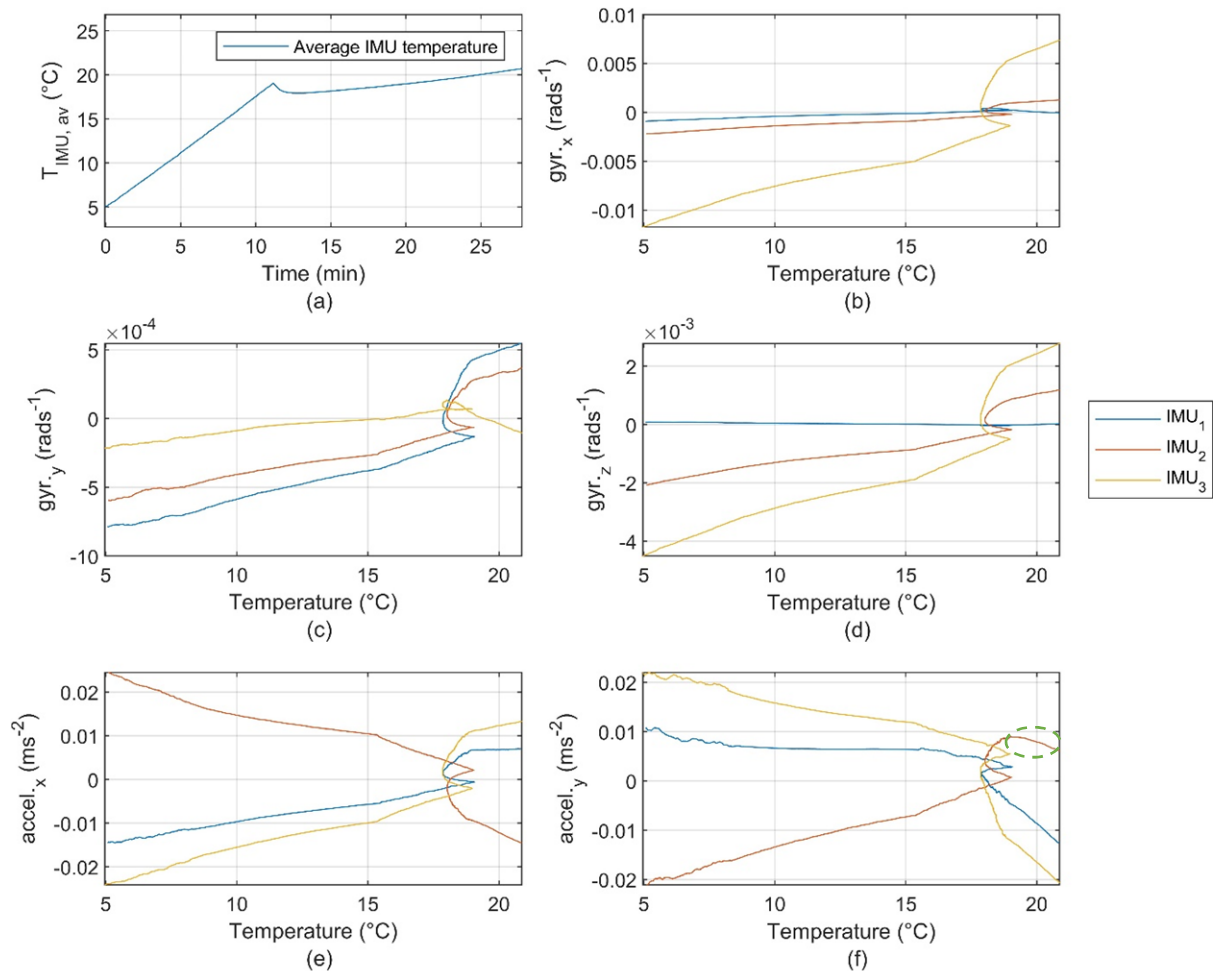 25
20
15
10
5
T_IMU, av (°C)
Average IMU temperature
0 5 10 15 20 25
Time (min)
(a)
0.01
0.005
0
-0.005
-0.01
gyr._x (rads^-1)
5 10 15 20
Temperature (°C)
(b)
×10^-4
5
0
-5
-10
gyr._y (rads^-1)
5 10 15 20
Temperature (°C)
(c)
×10^-3
2
0
-2
-4
gyr._z (rads^-1)
5 10 15 20
Temperature (°C)
(d)
IMU_1
IMU_2
IMU_3
0.02
0.01
0
-0.01
-0.02
accel._x (ms^-2)
5 10 15 20
Temperature (°C)
(e)
0.02
0.01
0
-0.01
-0.02
accel._y (ms^-2)
5 10 15 20
Temperature (°C)
(f)